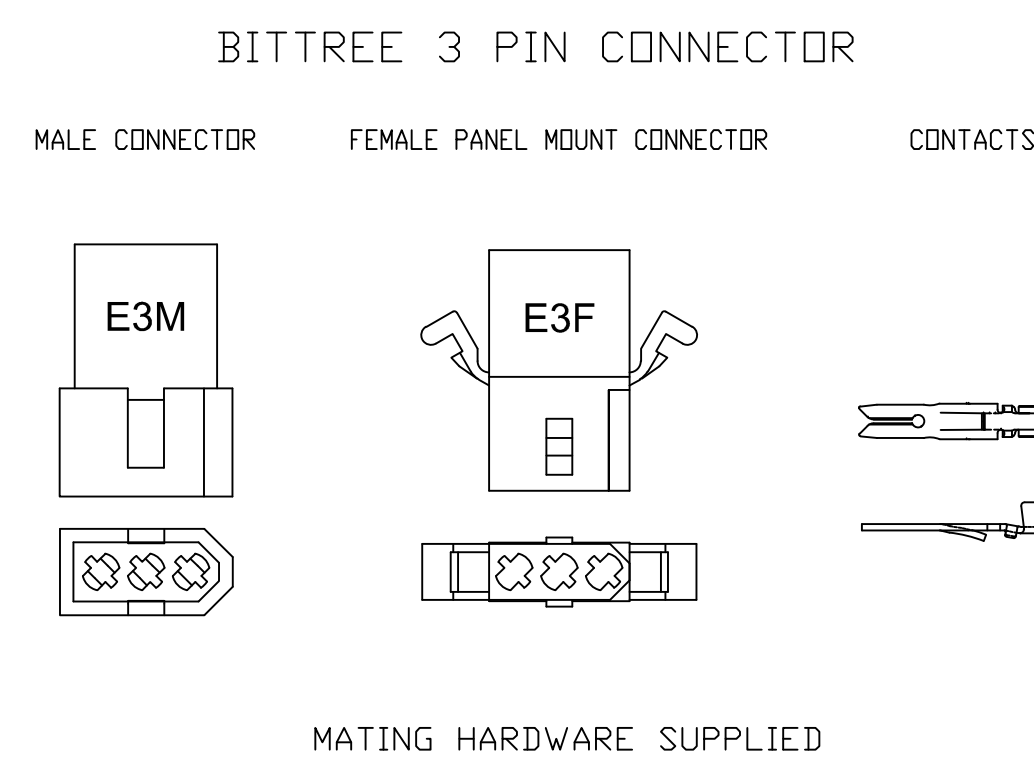 BITTREE 3 PIN CONNECTOR
MALE CONNECTOR
FEMALE PANEL MOUNT CONNECTOR
CONTACTS
E3M
E3F
MATING HARDWARE SUPPLIED